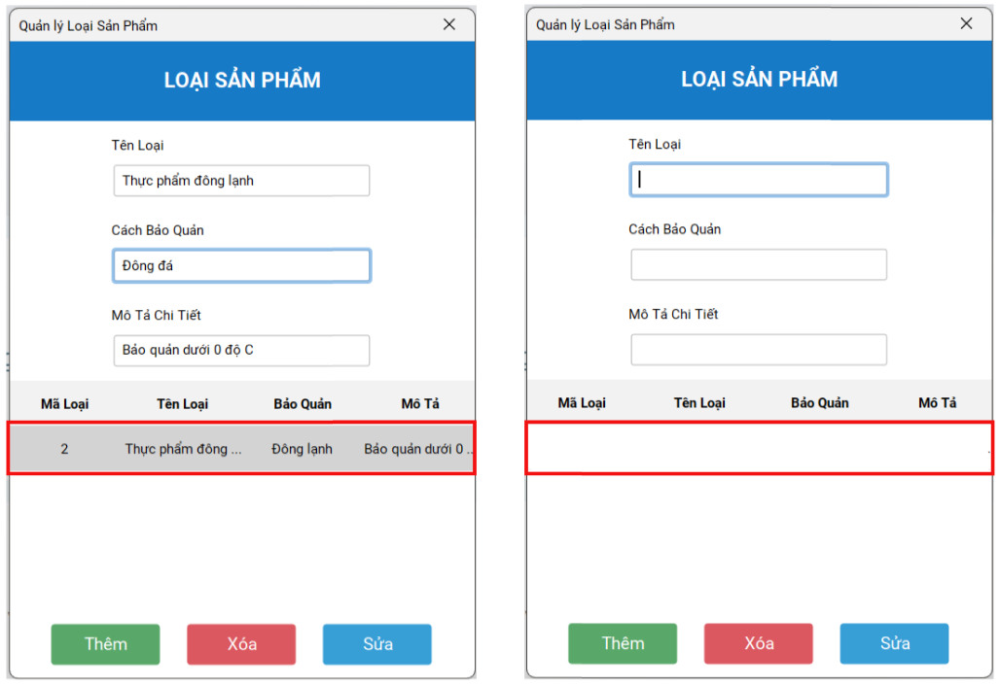 Quản lý Loại Sản Phẩm
LOẠI SẢN PHẨM
Tên Loại
Thực phẩm đông lạnh
Cách Bảo Quản
Đông đá
Mô Tả Chi Tiết
Bảo quản dưới 0 độ C
Mã Loại Tên Loại Bảo Quản Mô Tả
2 Thực phẩm đông ... Đông lạnh Bảo quản dưới 0 ..
Thêm Xóa Sửa
Quản lý Loại Sản Phẩm
LOẠI SẢN PHẨM
Tên Loại
Cách Bảo Quản
Mô Tả Chi Tiết
Mã Loại Tên Loại Bảo Quản Mô Tả
Thêm Xóa Sửa